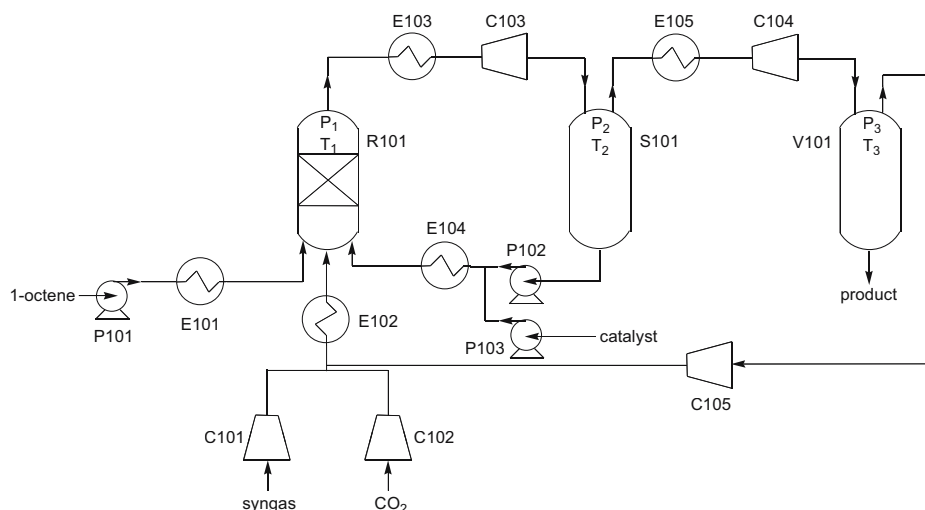 E103
C103
E105
C104
P₁
T₁
R101
P₂
T₂
S101
V101
P₃
T₃
E104
P102
1-octene
P101
E101
E102
P103
catalyst
product
C105
C101
C102
syngas
CO₂